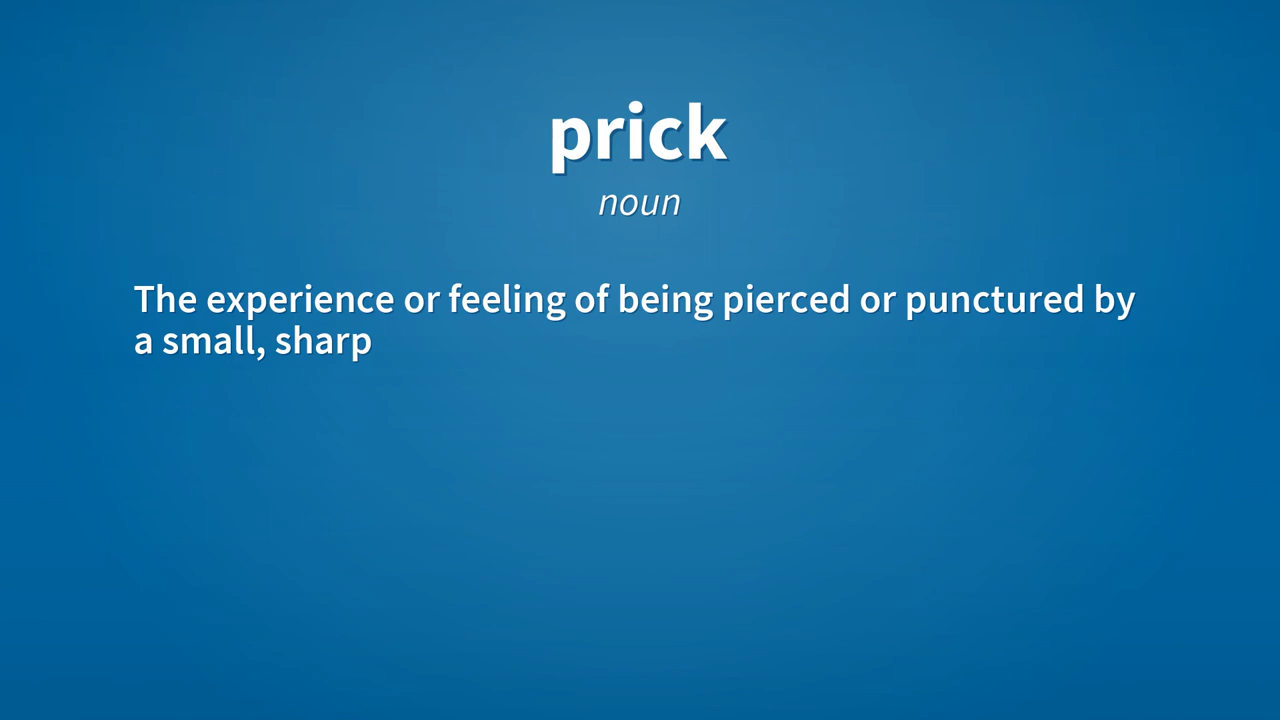 prick
noun
The experience or feeling of being pierced or punctured by
a small, sharp